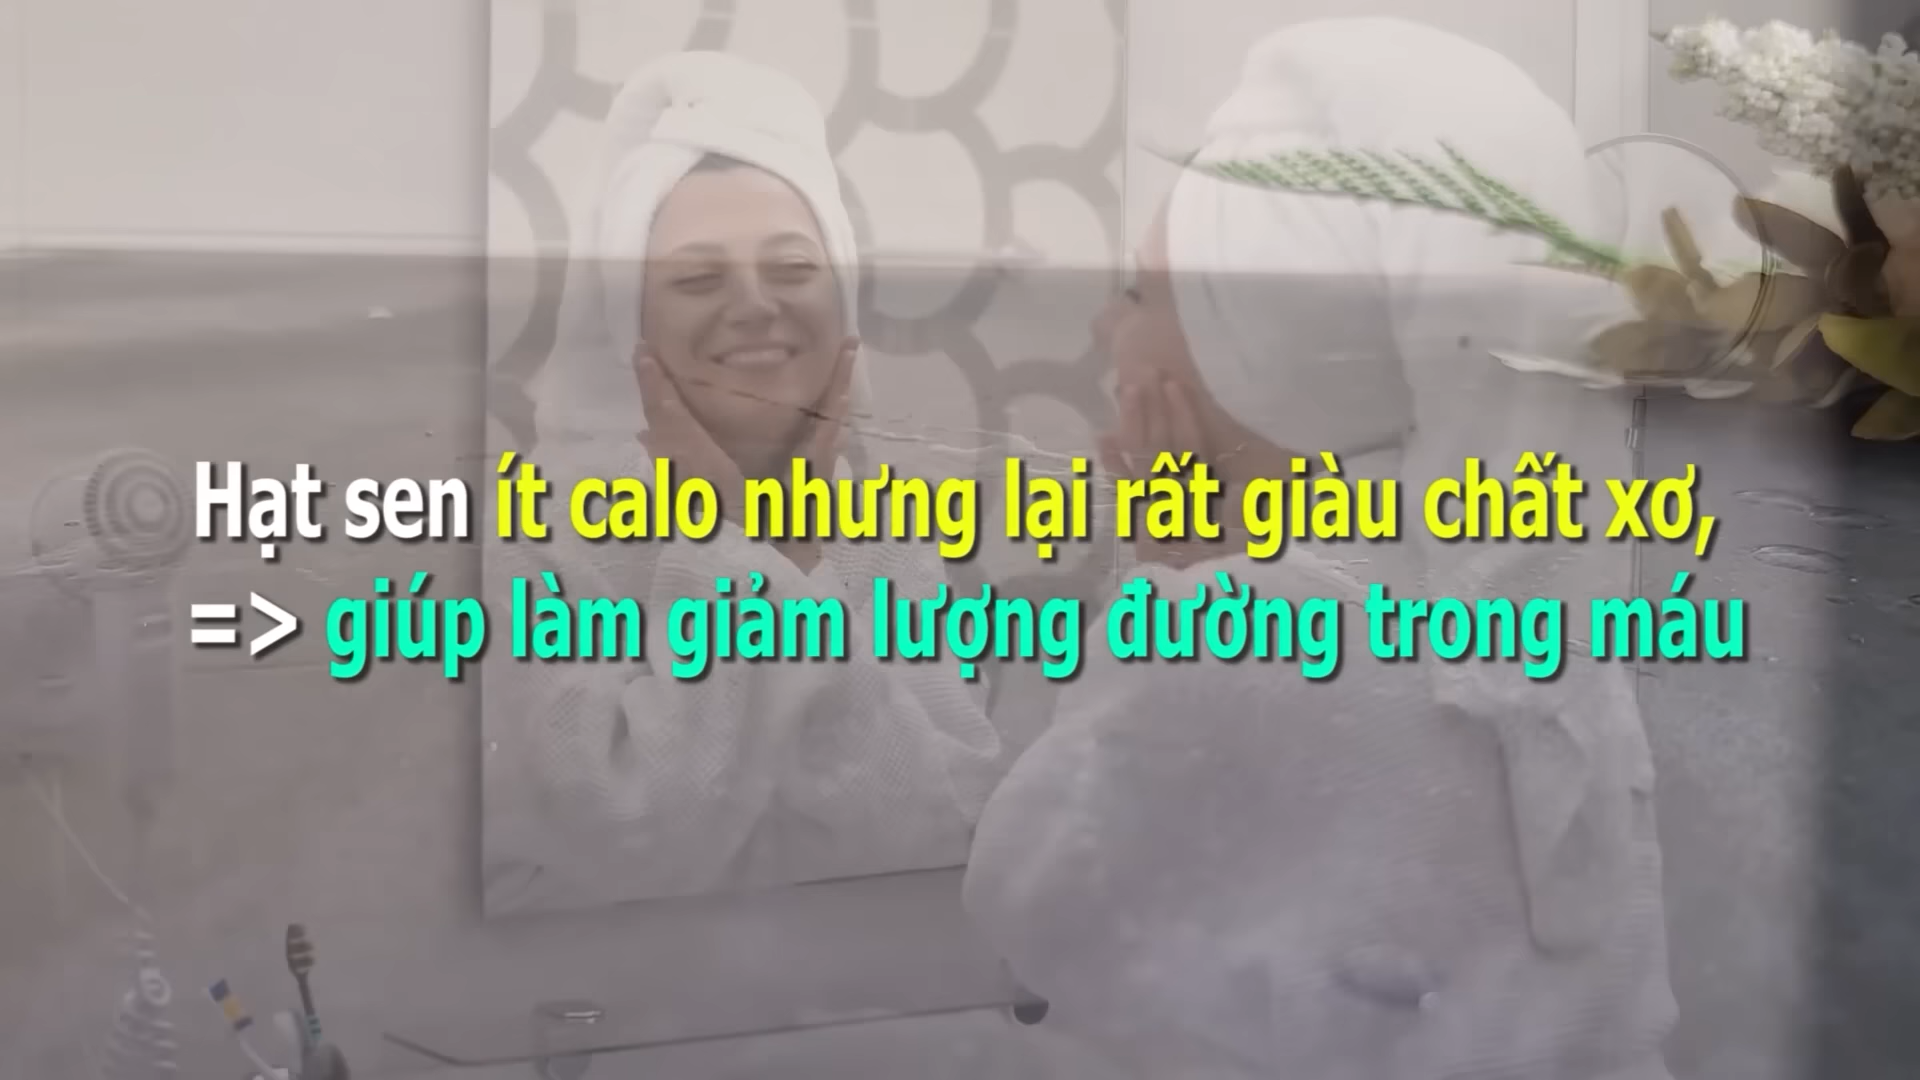 Hạt sen ít calo nhưng lại rất giàu chất xơ,
=> giúp làm giảm lượng đường trong máu